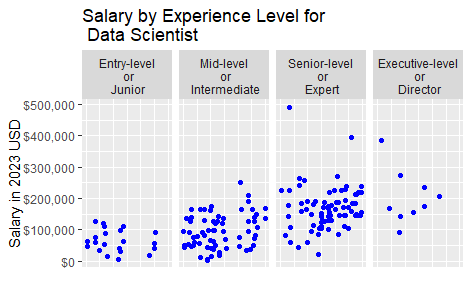 Salary by Experience Level for
Data Scientist
Entry-level
or
Junior
Mid-level
or
Intermediate
Senior-level
or
Expert
Executive-level
or
Director
Salary in 2023 USD
$500,000
$400,000
$300,000
$200,000
$100,000
$0